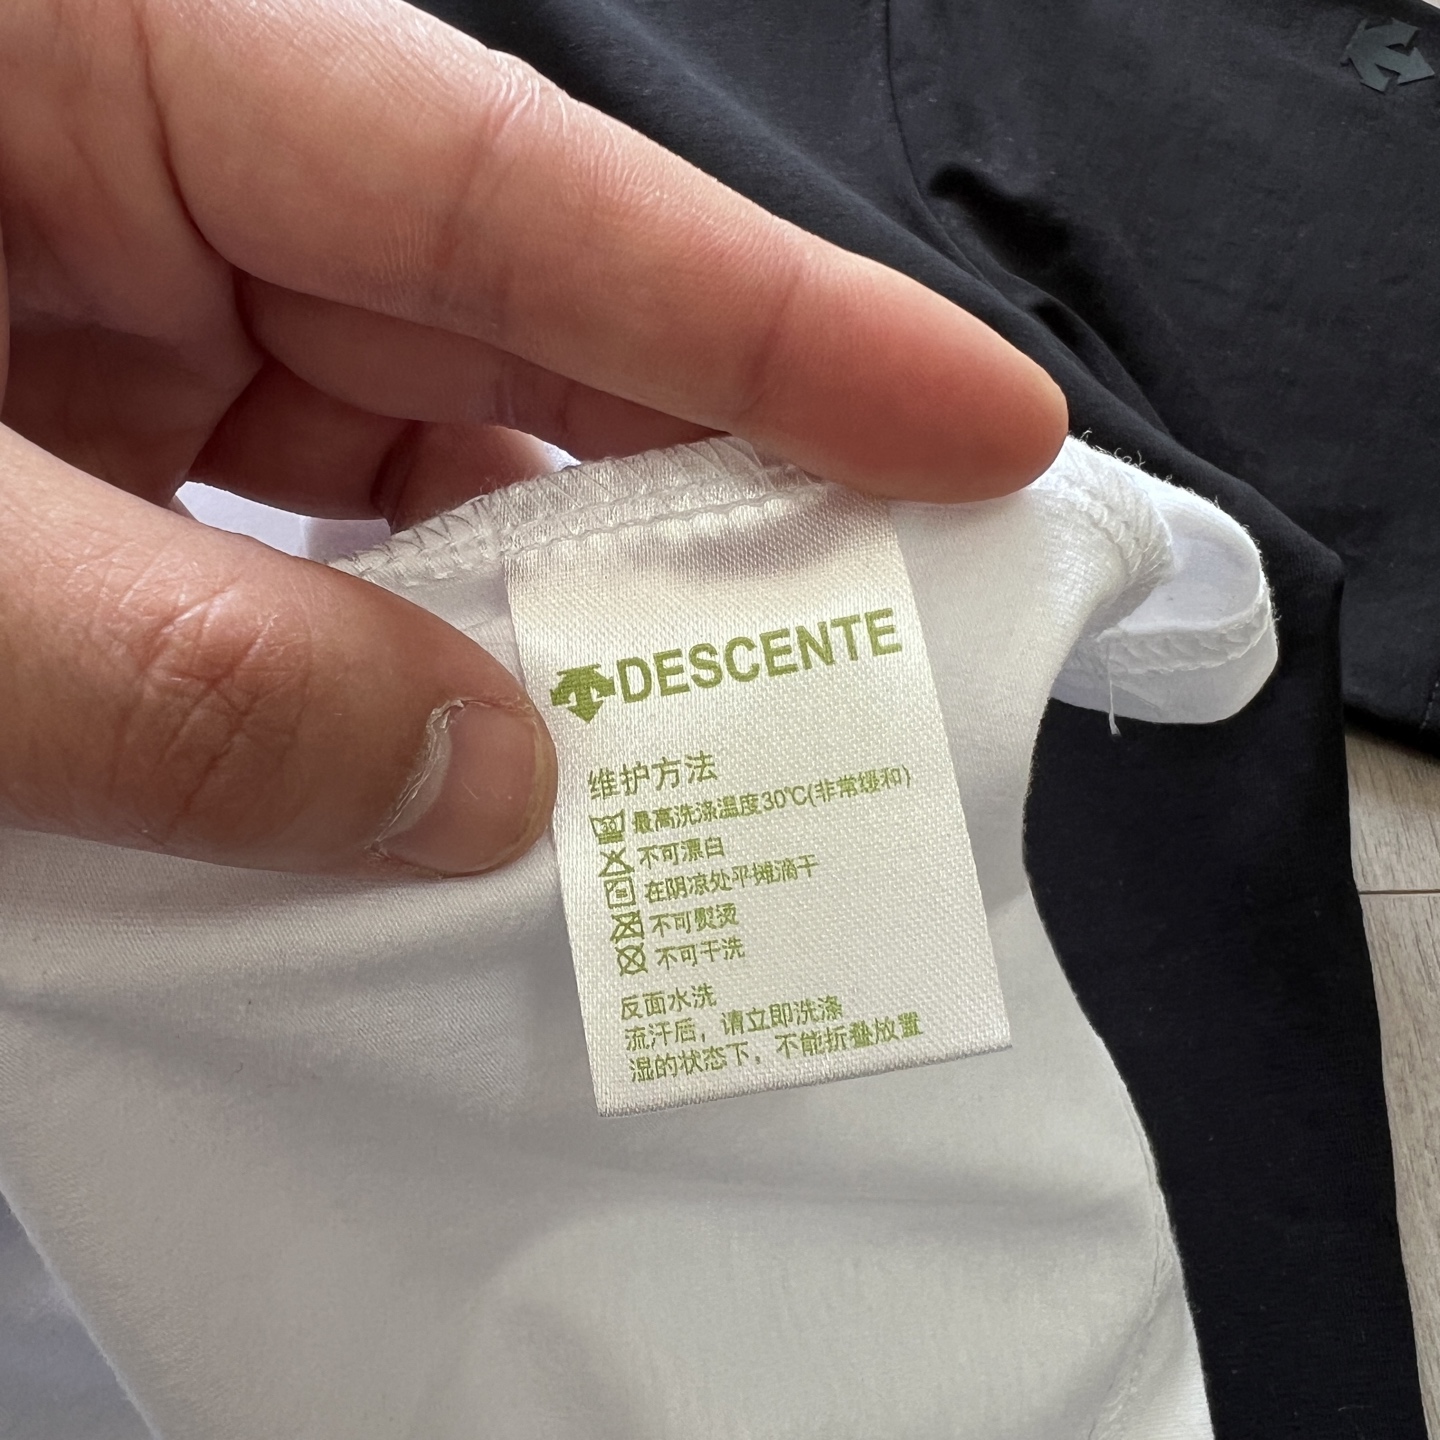 DESCENTE
维护方法
30 最高洗涤温度30℃(非常缓和)
不可漂白
在阴凉处平摊滴干
不可熨烫
不可干洗
反面水洗
流汗后，请立即洗涤
湿的状态下，不能折叠放置